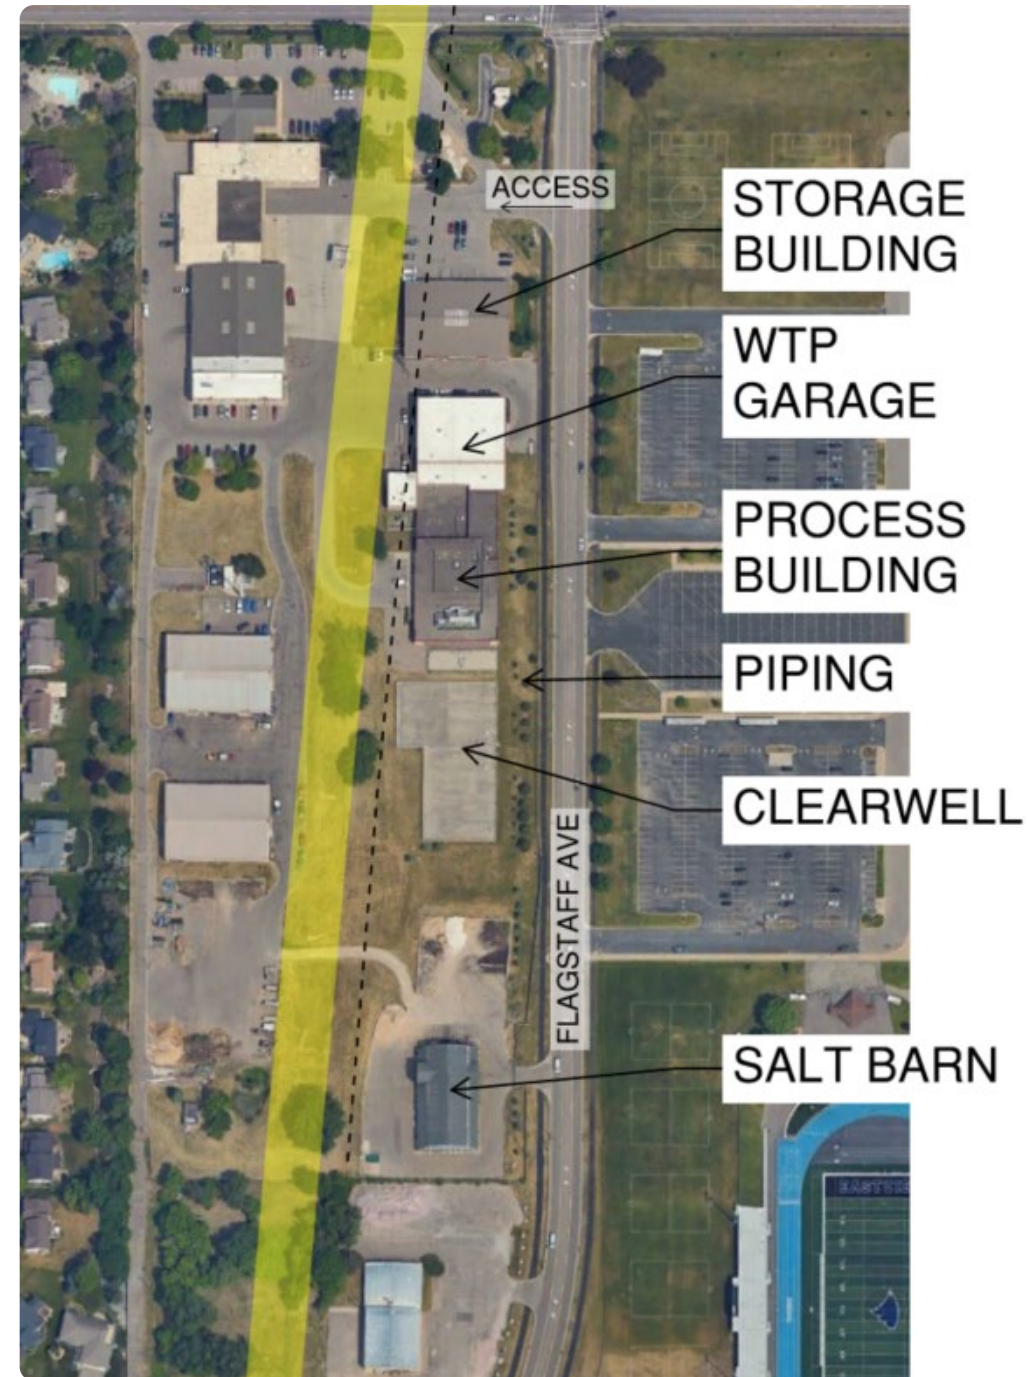 ACCESS
STORAGE
BUILDING
WTP
GARAGE
PROCESS
BUILDING
PIPING
CLEARWELL
FLAGSTAFF AVE
SALT BARN